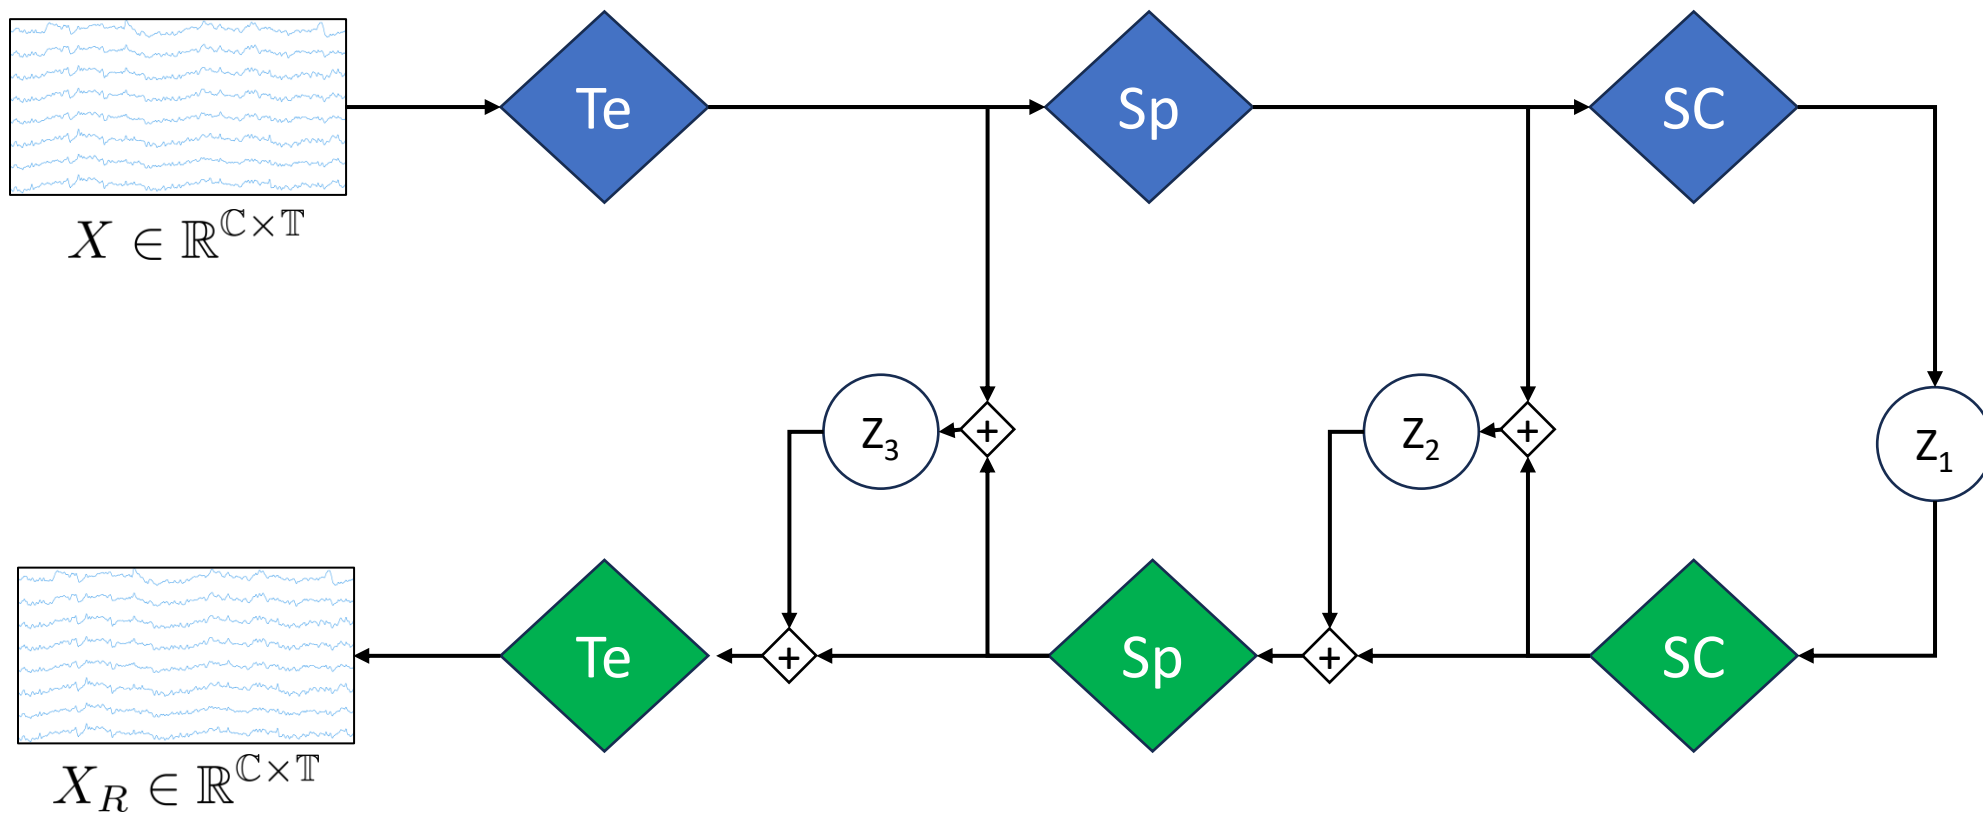 Te
Sp
SC
X ∈ ℝ^{ℂ×𝕋}
Z₃
+
Z₂
+
Z₁
Te
+
Sp
+
SC
X_R ∈ ℝ^{ℂ×𝕋}